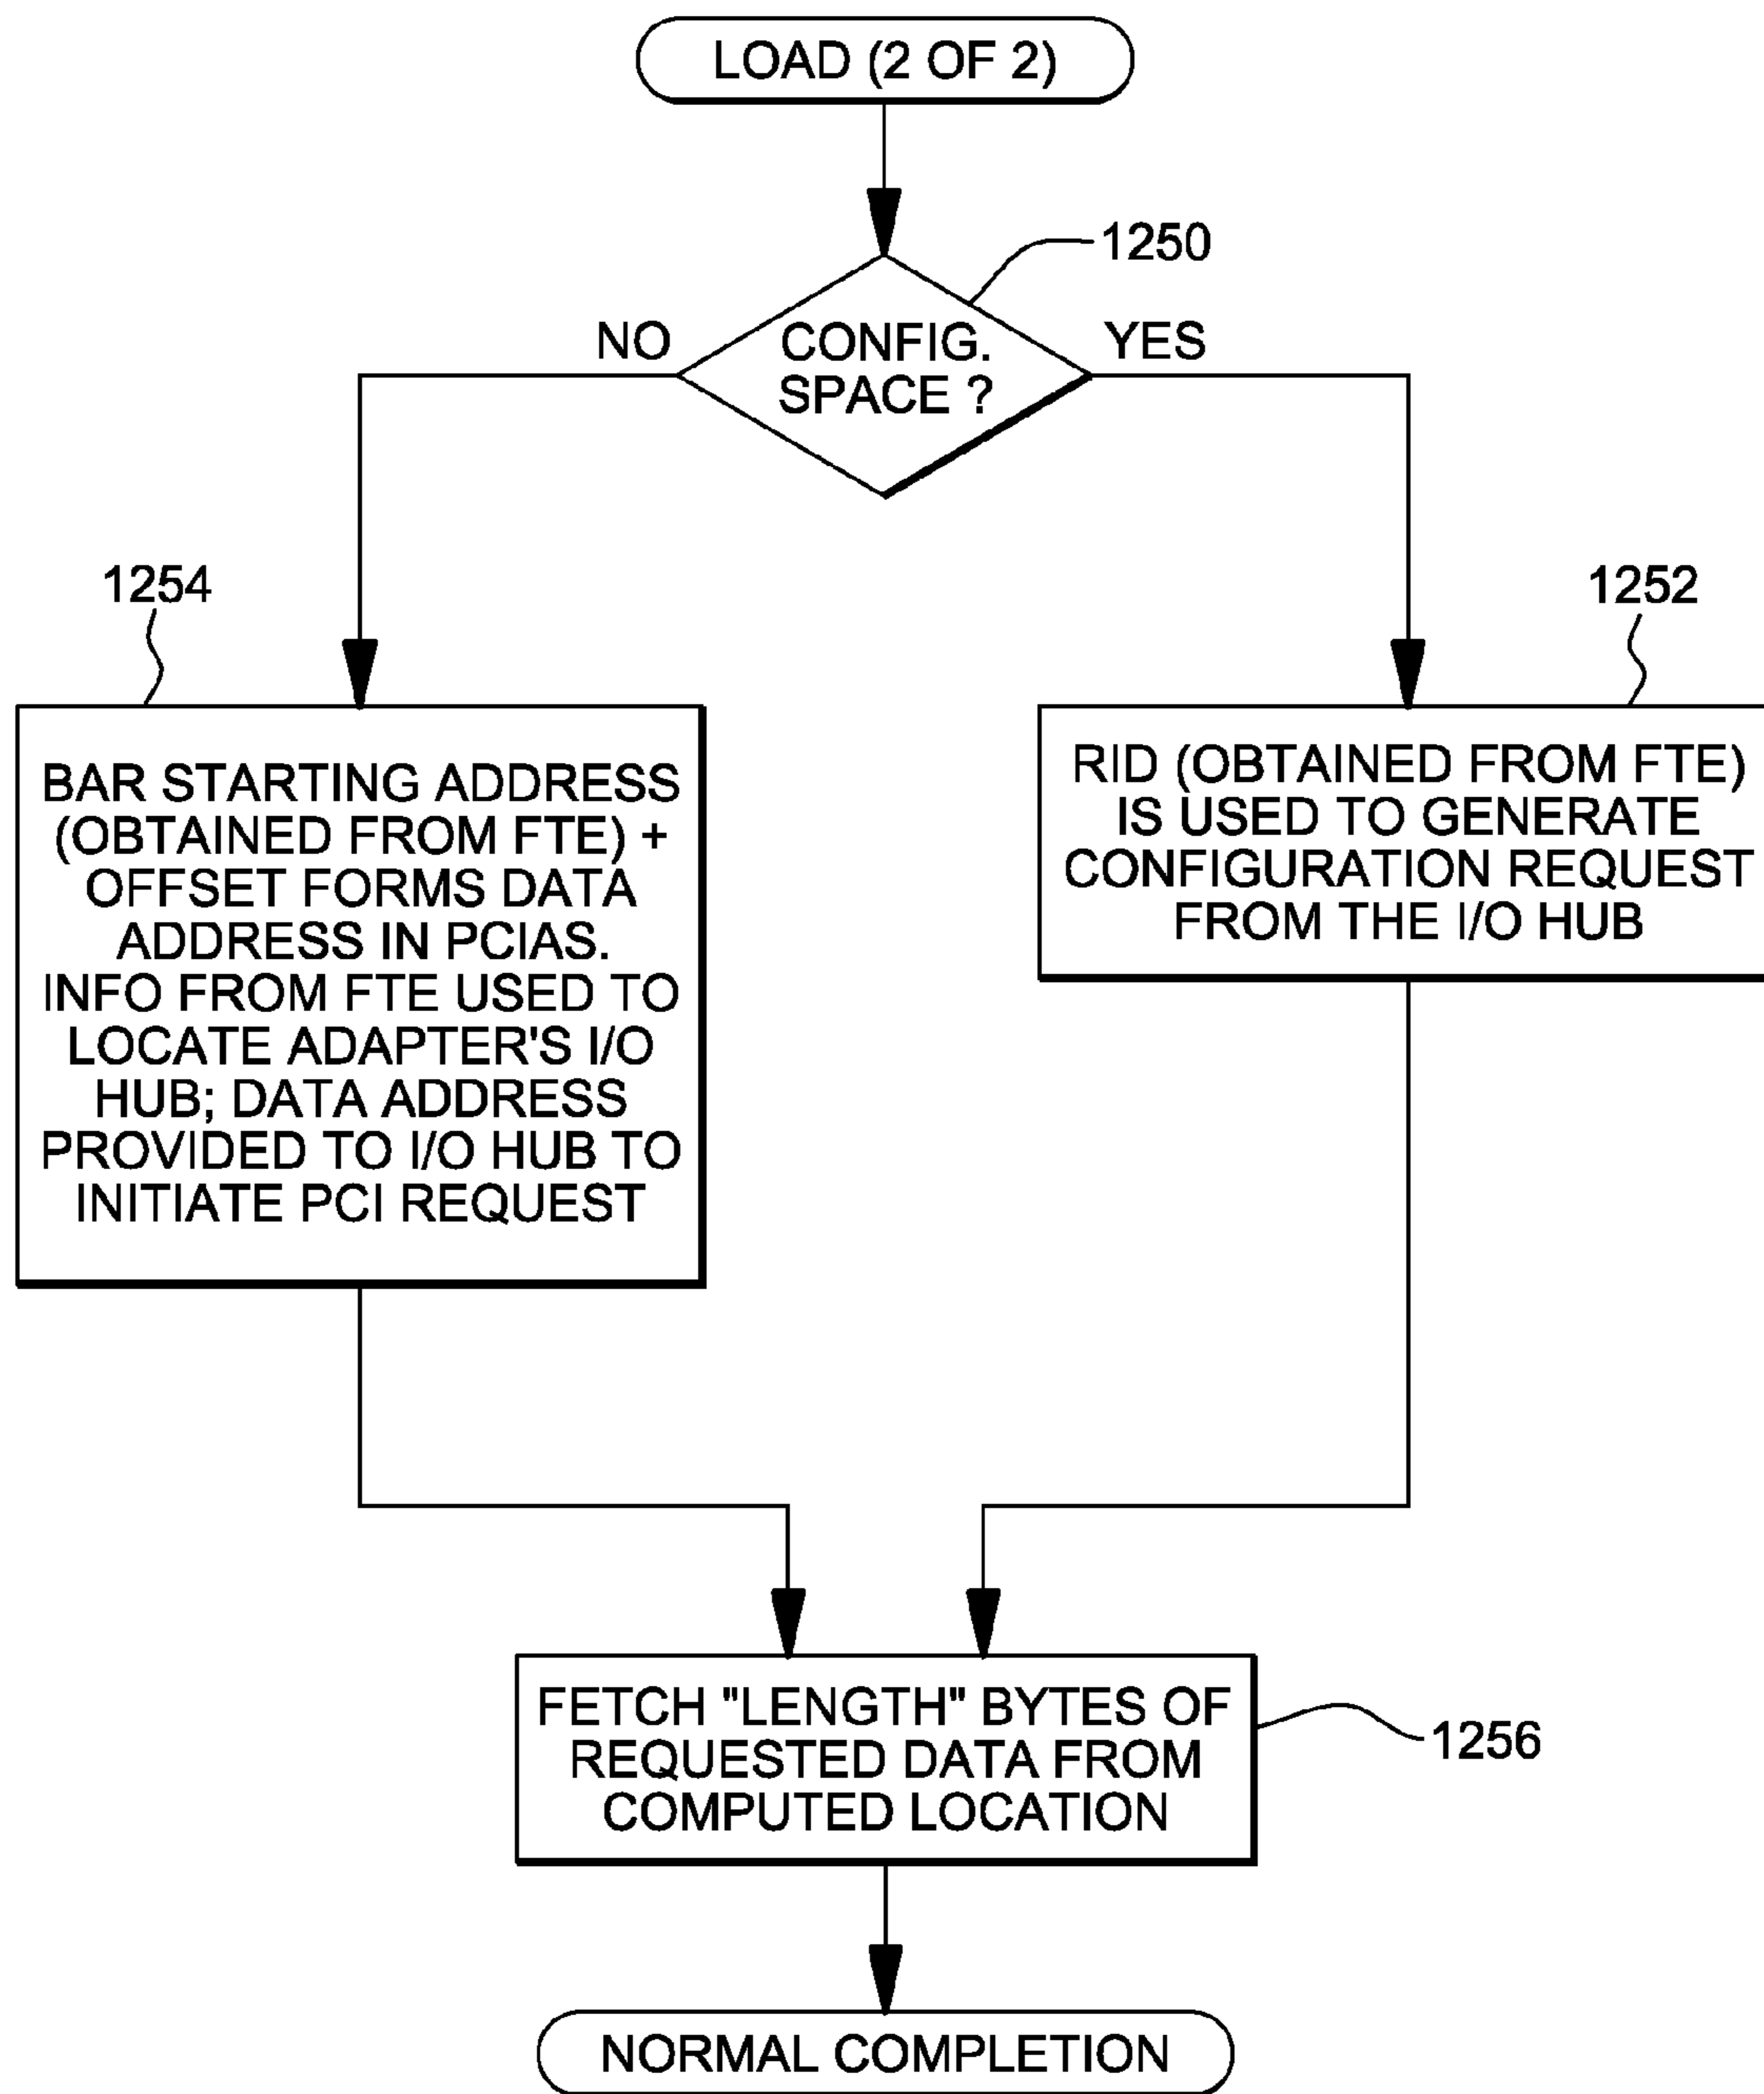 LOAD (2 OF 2)
1250
NO
CONFIG.
SPACE ?
YES
1254
1252
BAR STARTING ADDRESS
(OBTAINED FROM FTE) +
OFFSET FORMS DATA
ADDRESS IN PCIAS.
INFO FROM FTE USED TO
LOCATE ADAPTER'S I/O
HUB; DATA ADDRESS
PROVIDED TO I/O HUB TO
INITIATE PCI REQUEST
RID (OBTAINED FROM FTE)
IS USED TO GENERATE
CONFIGURATION REQUEST
FROM THE I/O HUB
FETCH "LENGTH" BYTES OF
REQUESTED DATA FROM
COMPUTED LOCATION
1256
NORMAL COMPLETION